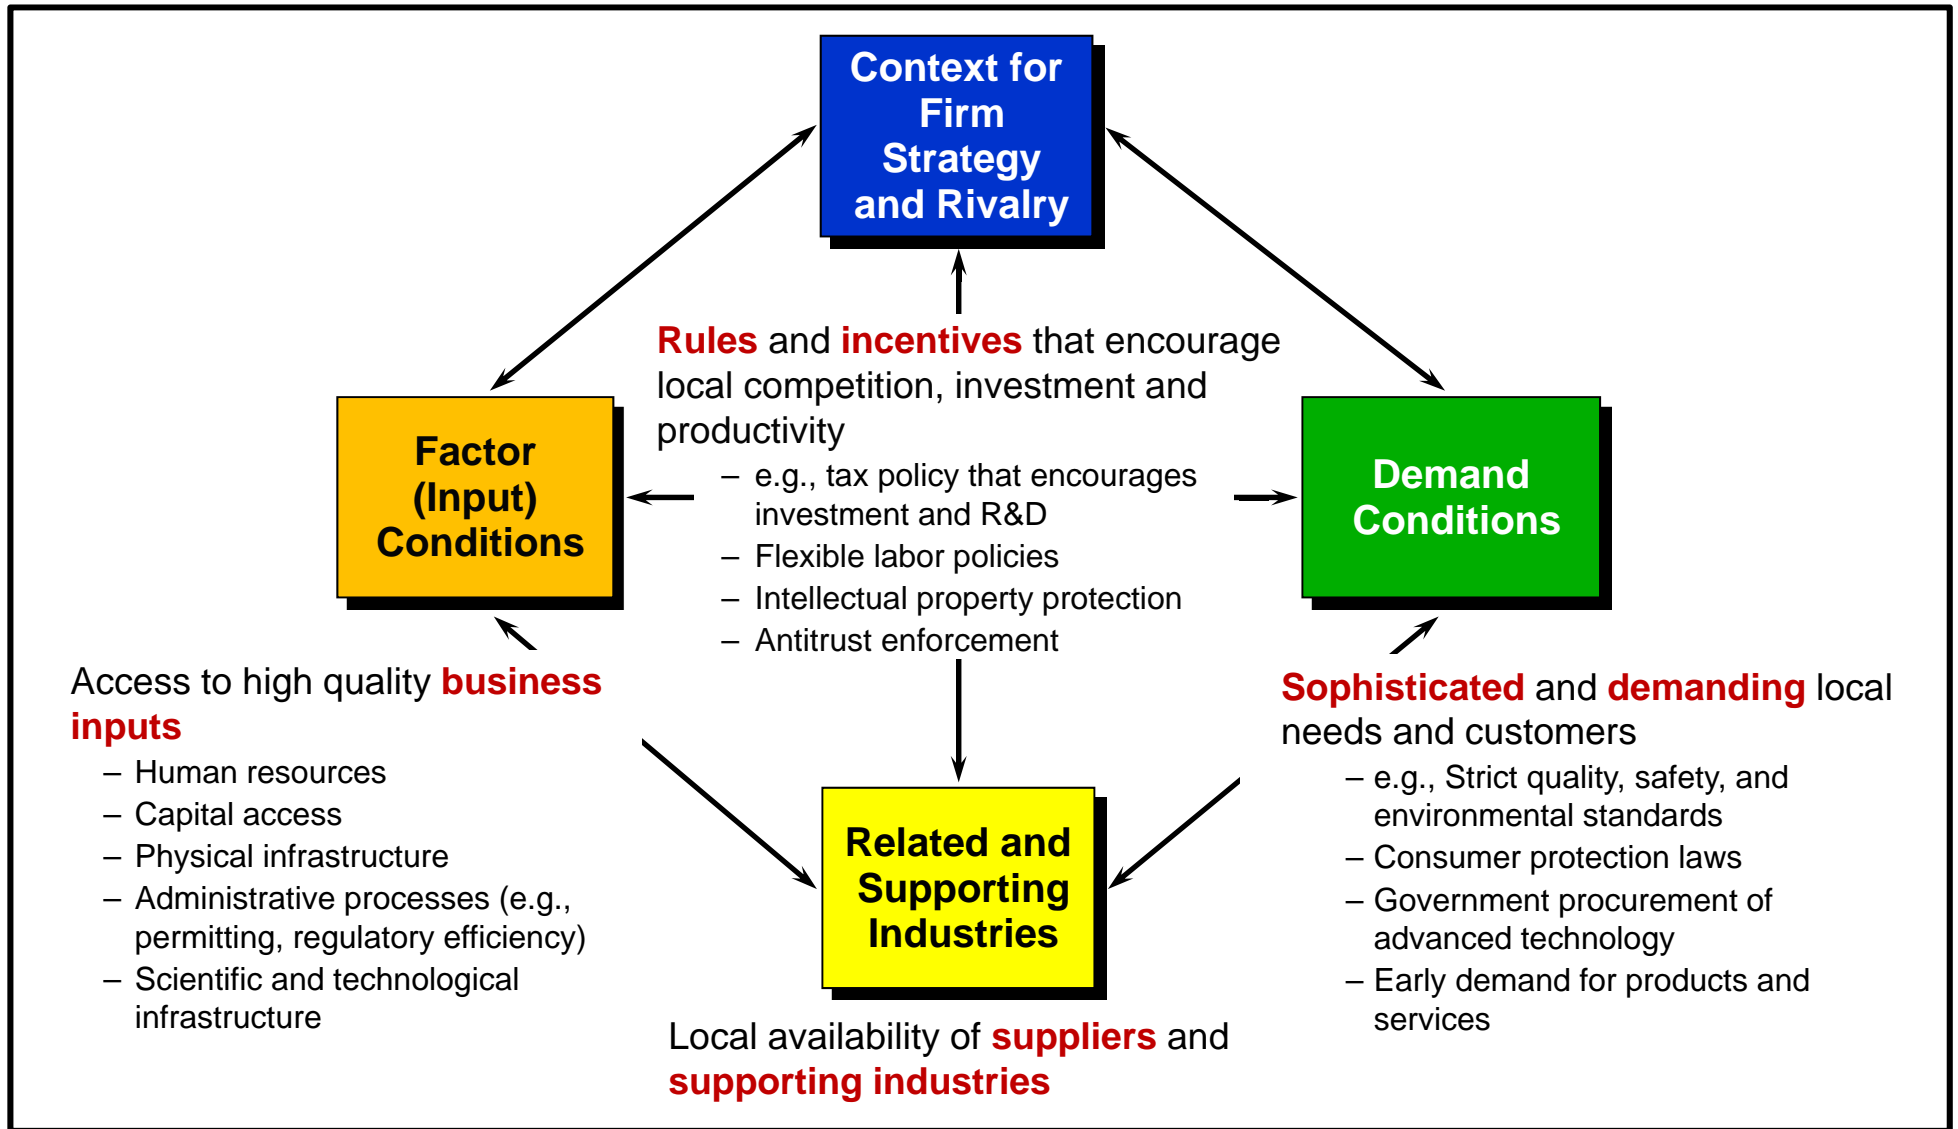 Context for
Firm
Strategy
and Rivalry
Rules and incentives that encourage
local competition, investment and
productivity
– e.g., tax policy that encourages
investment and R&D
– Flexible labor policies
– Intellectual property protection
– Antitrust enforcement
Factor
(Input)
Conditions
Demand
Conditions
Access to high quality business
inputs
– Human resources
– Capital access
– Physical infrastructure
– Administrative processes (e.g.,
permitting, regulatory efficiency)
– Scientific and technological
infrastructure
Sophisticated and demanding local
needs and customers
– e.g., Strict quality, safety, and
environmental standards
– Consumer protection laws
– Government procurement of
advanced technology
– Early demand for products and
services
Related and
Supporting
Industries
Local availability of suppliers and
supporting industries